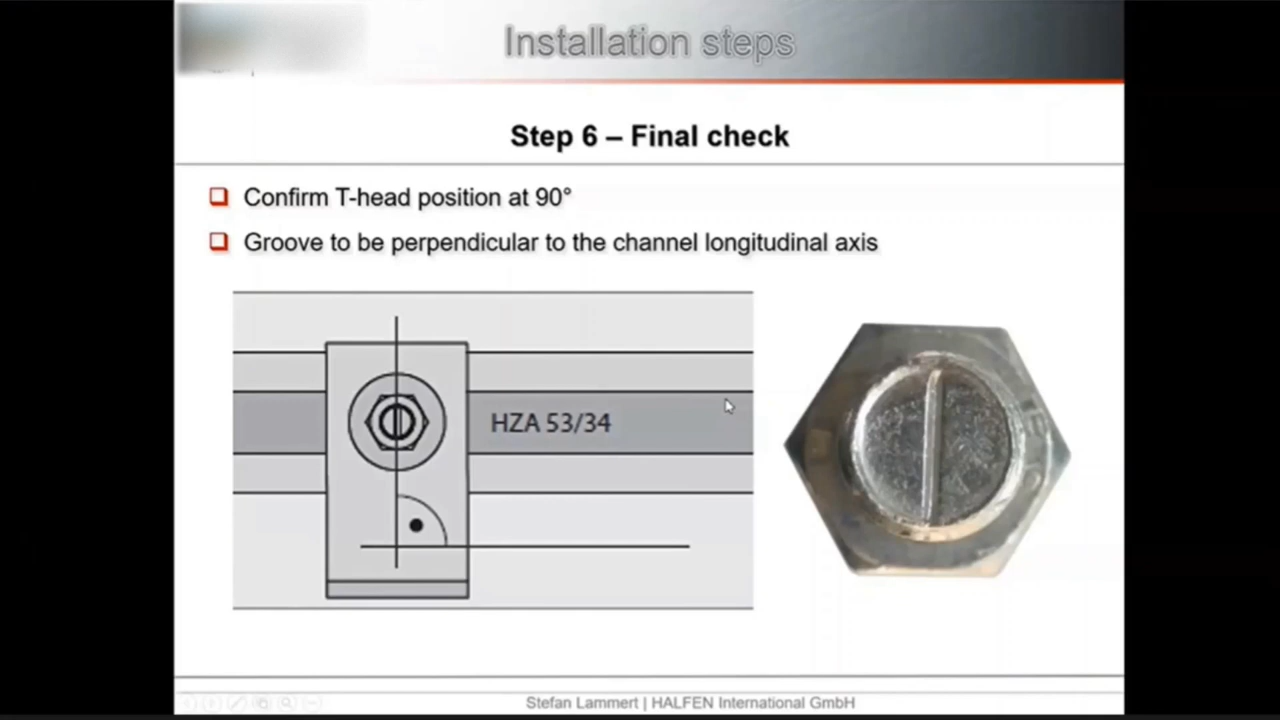 Installation steps
Step 6 – Final check
Confirm T-head position at 90°
Groove to be perpendicular to the channel longitudinal axis
HZA 53/34
Stefan Lammert | HALFEN International GmbH